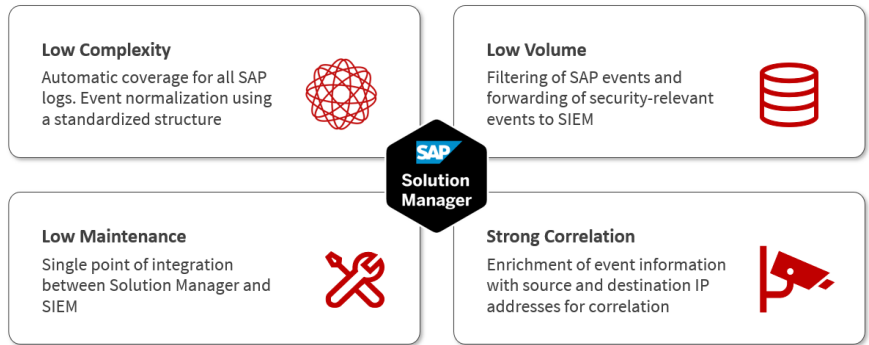 Low Complexity
Automatic coverage for all SAP
logs. Event normalization using
a standardized structure
Low Volume
Filtering of SAP events and
forwarding of security-relevant
events to SIEM
SAP
Solution
Manager
Low Maintenance
Single point of integration
between Solution Manager and
SIEM
Strong Correlation
Enrichment of event information
with source and destination IP
addresses for correlation